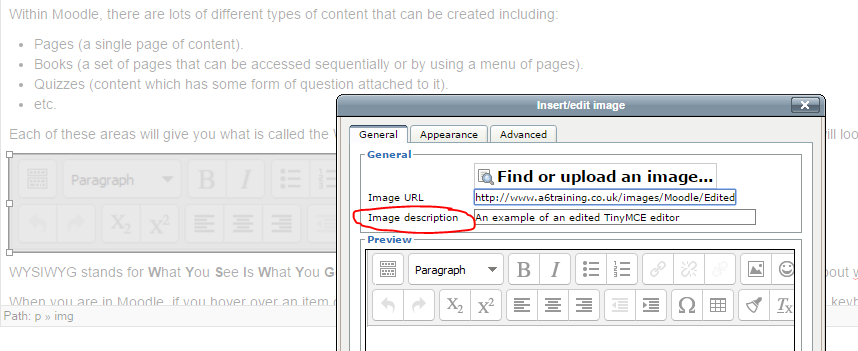 Within Moodle, there are lots of different types of content that can be created including:
• Pages (a single page of content).
• Books (a set of pages that can be accessed sequentially or by using a menu of pages).
• Quizzes (content which has some form of question attached to it).
• etc.
Insert/edit image
Each of these areas will give you what is called the
ill loo
General Appearance Advanced
General
Find or upload an image...
Image URL http://www.a6training.co.uk/images/Moodle/Edited
Image description An example of an edited TinyMCE editor
Preview
Paragraph B I
Paragraph B I
X2 X²
X2 X² Ω Tx
WYSIWYG stands for What You See Is What You G
bout y
When you are in Moodle, if you hover over an item
keyb
Path: p » img